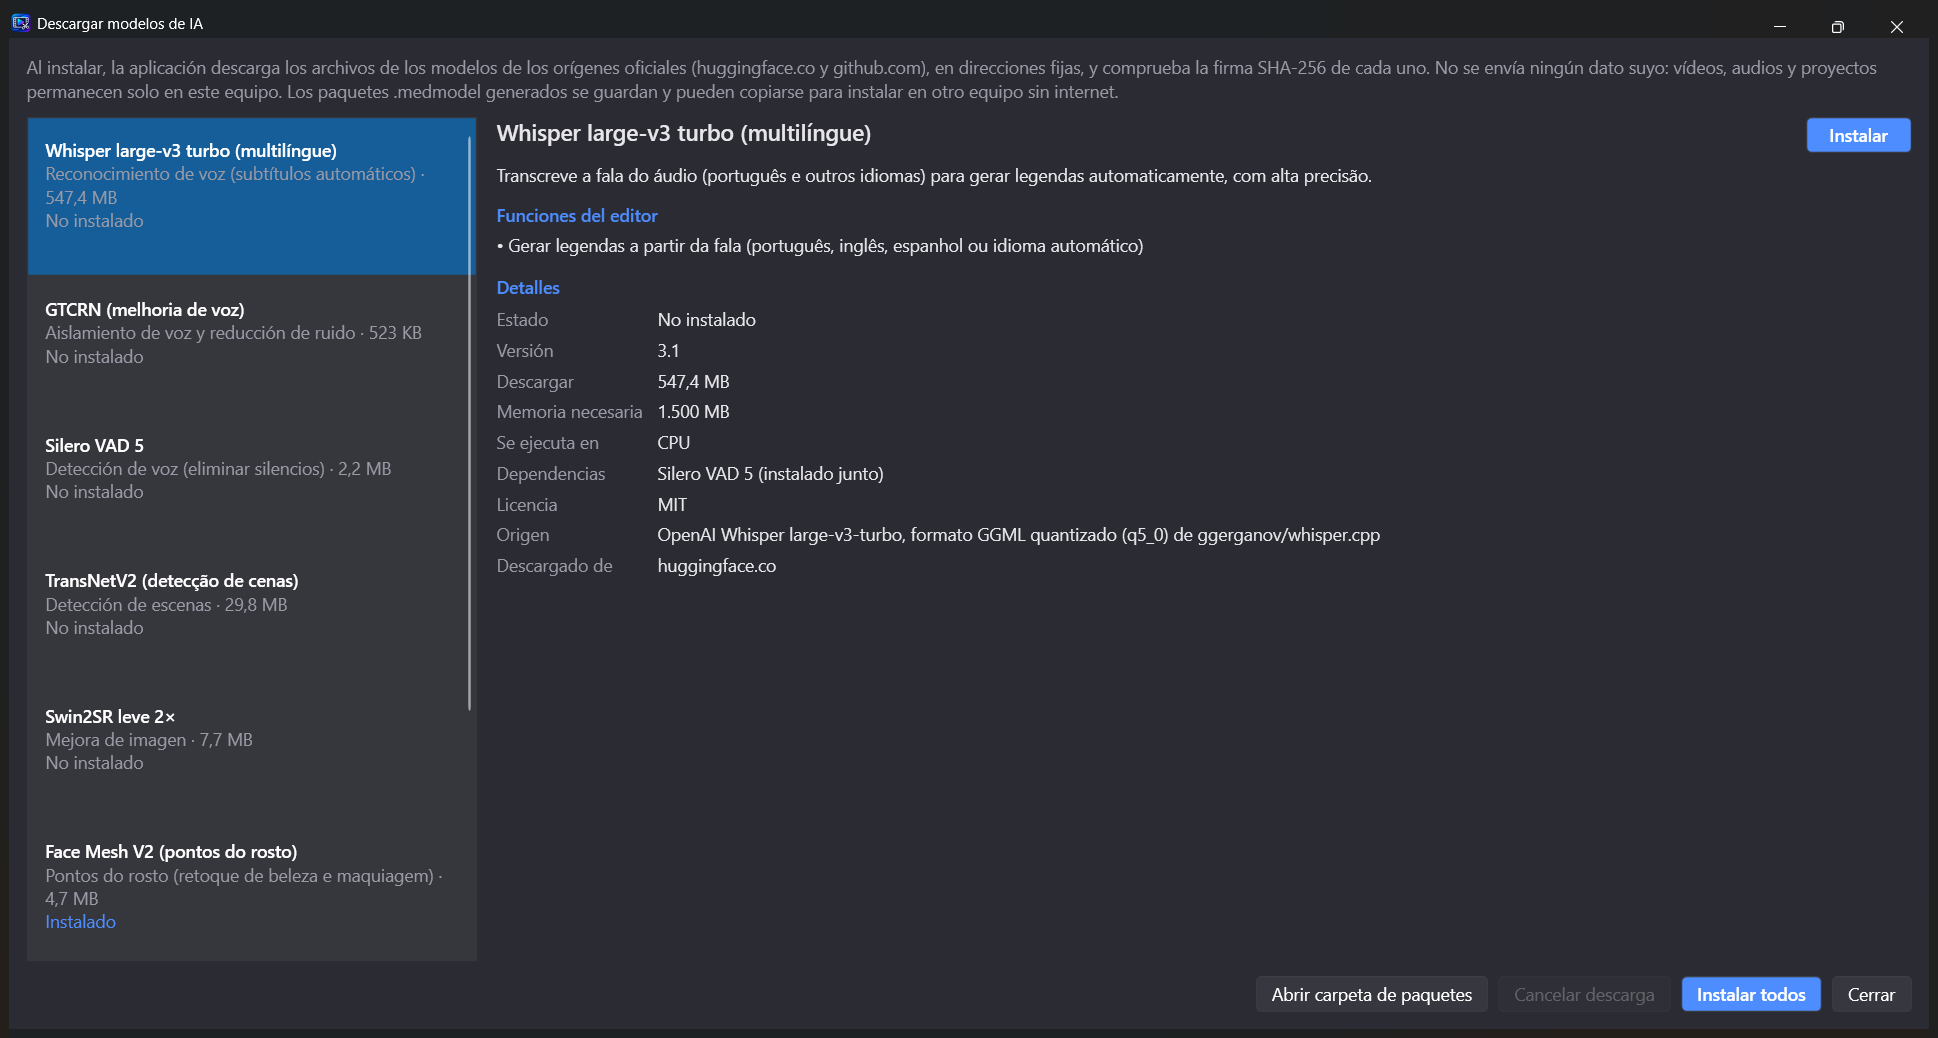 Descargar modelos de IA
Al instalar, la aplicación descarga los archivos de los modelos de los orígenes oficiales (huggingface.co y github.com), en direcciones fijas, y comprueba la firma SHA-256 de cada uno. No se envía ningún dato suyo: vídeos, audios y proyectos
permanecen solo en este equipo. Los paquetes .medmodel generados se guardan y pueden copiarse para instalar en otro equipo sin internet.
Whisper large-v3 turbo (multilíngue)
Reconocimiento de voz (subtítulos automáticos) ·
547,4 MB
No instalado
GTCRN (melhoria de voz)
Aislamiento de voz y reducción de ruido · 523 KB
No instalado
Silero VAD 5
Detección de voz (eliminar silencios) · 2,2 MB
No instalado
TransNetV2 (detecção de cenas)
Detección de escenas · 29,8 MB
No instalado
Swin2SR leve 2×
Mejora de imagen · 7,7 MB
No instalado
Face Mesh V2 (pontos do rosto)
Pontos do rosto (retoque de beleza e maquiagem) ·
4,7 MB
Instalado
Whisper large-v3 turbo (multilíngue)
Instalar
Transcreve a fala do áudio (português e outros idiomas) para gerar legendas automaticamente, com alta precisão.
Funciones del editor
• Gerar legendas a partir da fala (português, inglês, espanhol ou idioma automático)
Detalles
Estado No instalado
Versión 3.1
Descargar 547,4 MB
Memoria necesaria 1.500 MB
Se ejecuta en CPU
Dependencias Silero VAD 5 (instalado junto)
Licencia MIT
Origen OpenAI Whisper large-v3-turbo, formato GGML quantizado (q5_0) de ggerganov/whisper.cpp
Descargado de huggingface.co
Abrir carpeta de paquetes Cancelar descarga Instalar todos Cerrar